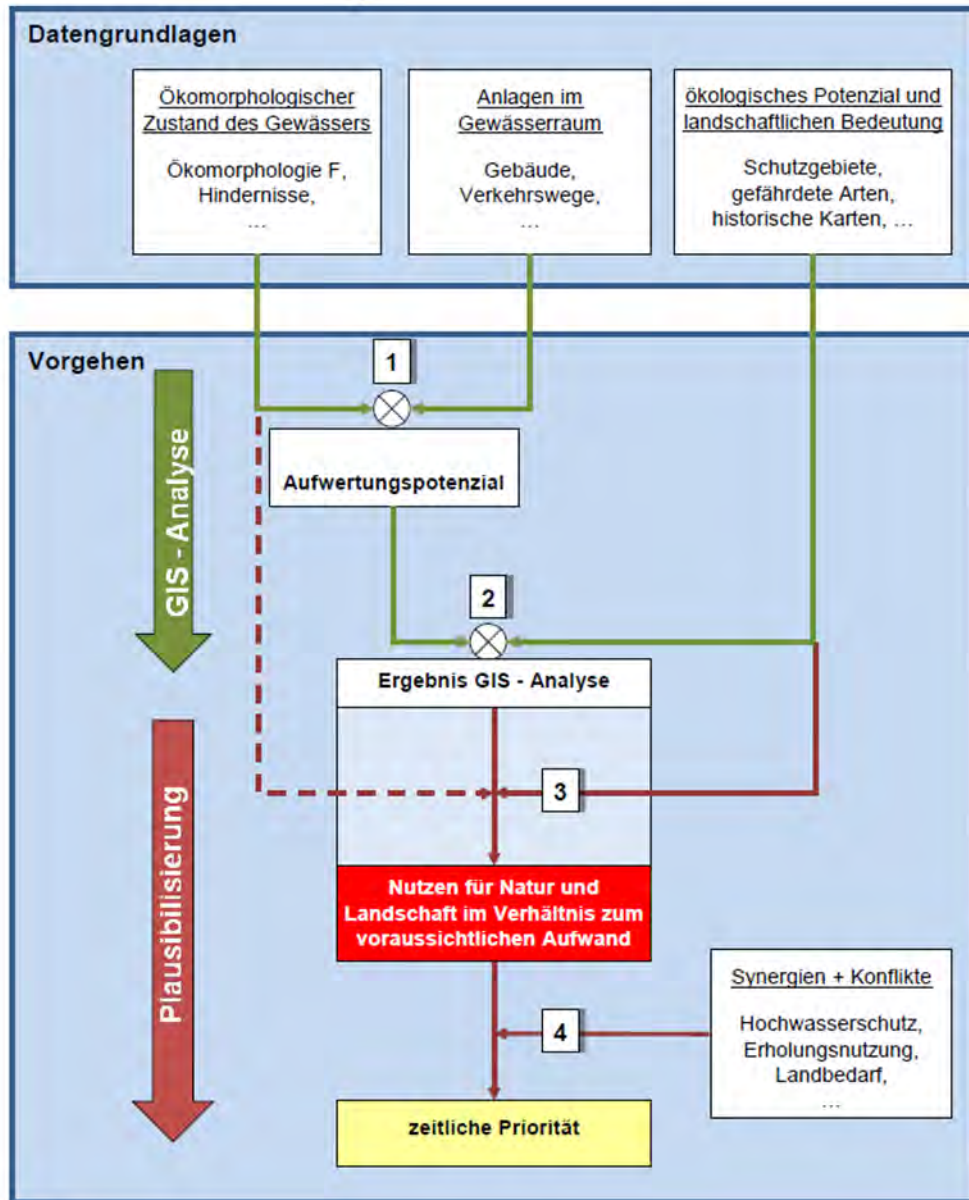 Datengrundlagen
Ökomorphologischer
Zustand des Gewässers
Ökomorphologie F,
Hindernisse,
...
Anlagen im
Gewässerraum
Gebäude,
Verkehrswege,
...
ökologisches Potenzial und
landschaftlichen Bedeutung
Schutzgebiete,
gefährdete Arten,
historische Karten, ...
Vorgehen
1
GIS - Analyse
Aufwertungspotenzial
2
Ergebnis GIS - Analyse
3
Plausibilisierung
Nutzen für Natur und
Landschaft im Verhältnis zum
voraussichtlichen Aufwand
4
Synergien + Konflikte
Hochwasserschutz,
Erholungsnutzung,
Landbedarf,
...
zeitliche Priorität